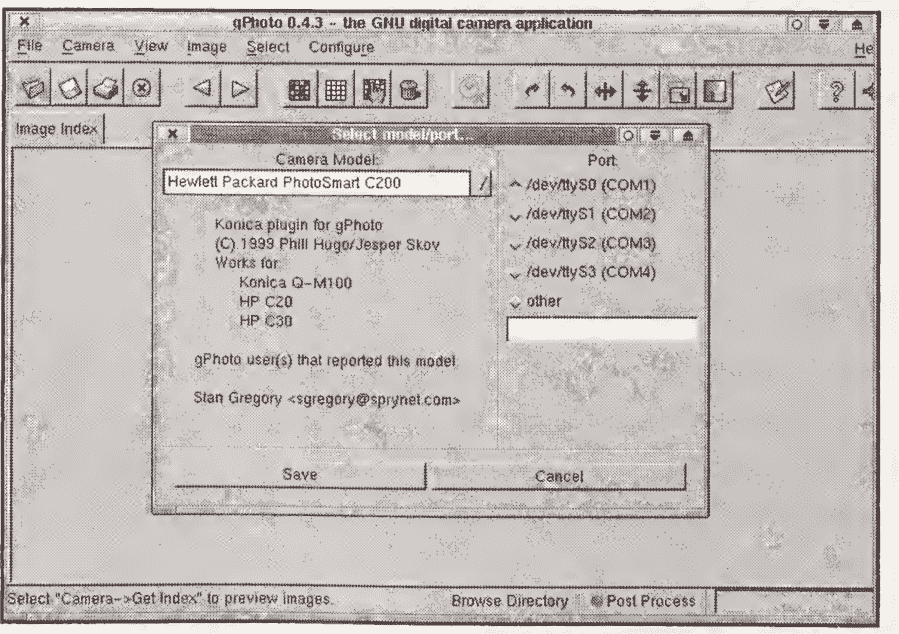 gPhoto 0.4.3 - the GNU digital camera application
File Camera View Image Select Configure He
Image Index
Select model/port...
Camera Model:
Hewlett Packard PhotoSmart C200
Konica plugin for gPhoto
(C) 1999 Phill Hugo/Jesper Skov
Works for:
Konica Q-M100
HP C20
HP C30
gPhoto user(s) that reported this model:
Stan Gregory <sgregory@sprynet.com>
Port:
/dev/ttyS0 (COM1)
/dev/ttyS1 (COM2)
/dev/ttyS2 (COM3)
/dev/ttyS3 (COM4)
other
Save Cancel
Select "Camera->Get Index" to preview images. Browse Directory Post Process